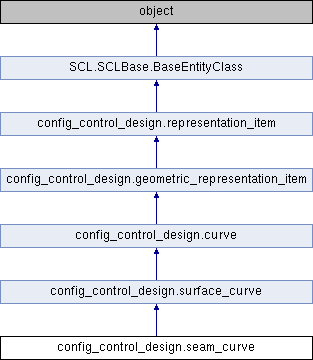 object
SCL.SCLBase.BaseEntityClass
config_control_design.representation_item
config_control_design.geometric_representation_item
config_control_design.curve
config_control_design.surface_curve
config_control_design.seam_curve